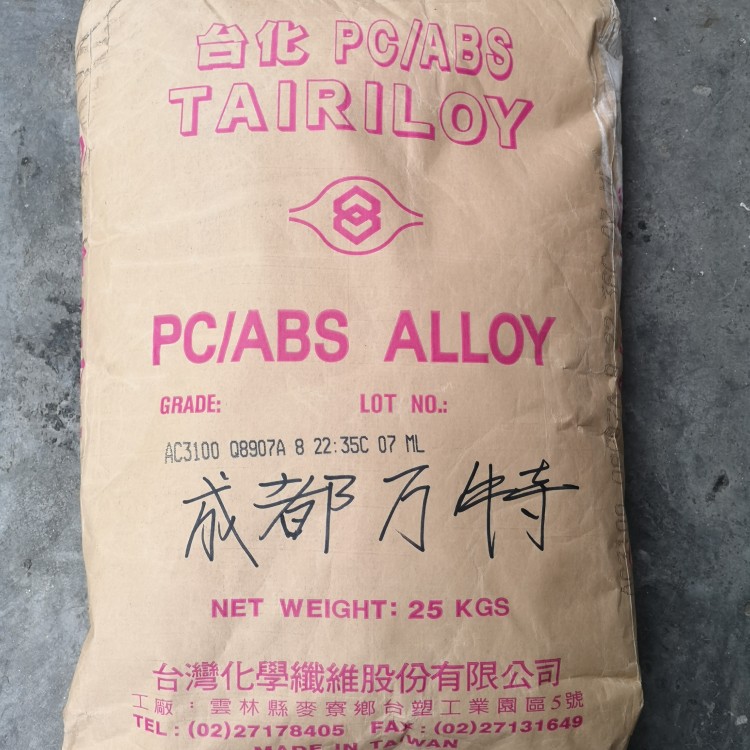 台化 PC/ABS
TAIRILOY
PC/ABS ALLOY
GRADE: LOT NO.:
AC3100 Q8907A 8 22:35C 07 ML
成都万特
NET WEIGHT: 25 KGS
台灣化學纖維股份有限公司
工廠：雲林縣麥寮鄉台塑工業園區5號
TEL : (02)27178405 FAX : (02)27131649
MADE IN TAIWAN